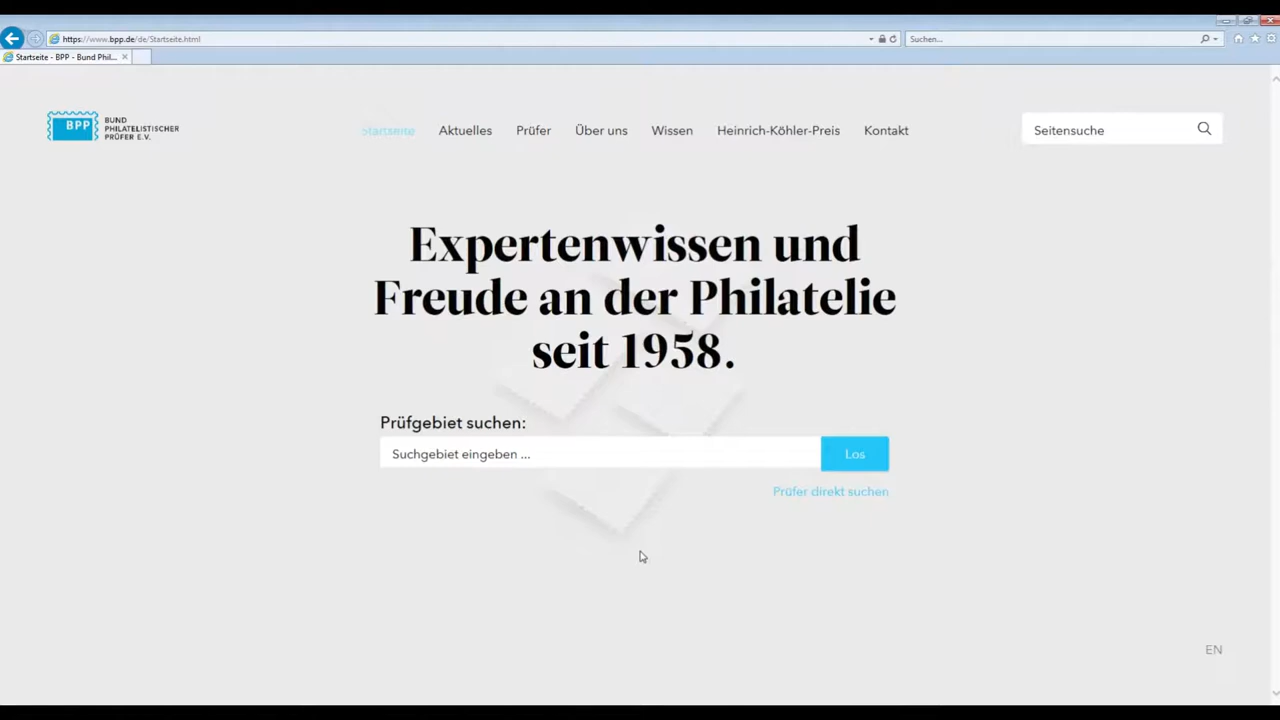 https://www.bpp.de/de/Startseite.html
Suchen...
Startseite - BPP - Bund Phil...
BPP
BUND
PHILATELISTISCHER
PRÜFER E.V.
Startseite Aktuelles Prüfer Über uns Wissen Heinrich-Köhler-Preis Kontakt
Seitensuche
Expertenwissen und
Freude an der Philatelie
seit 1958.
Prüfgebiet suchen:
Suchgebiet eingeben ...
Los
Prüfer direkt suchen
EN